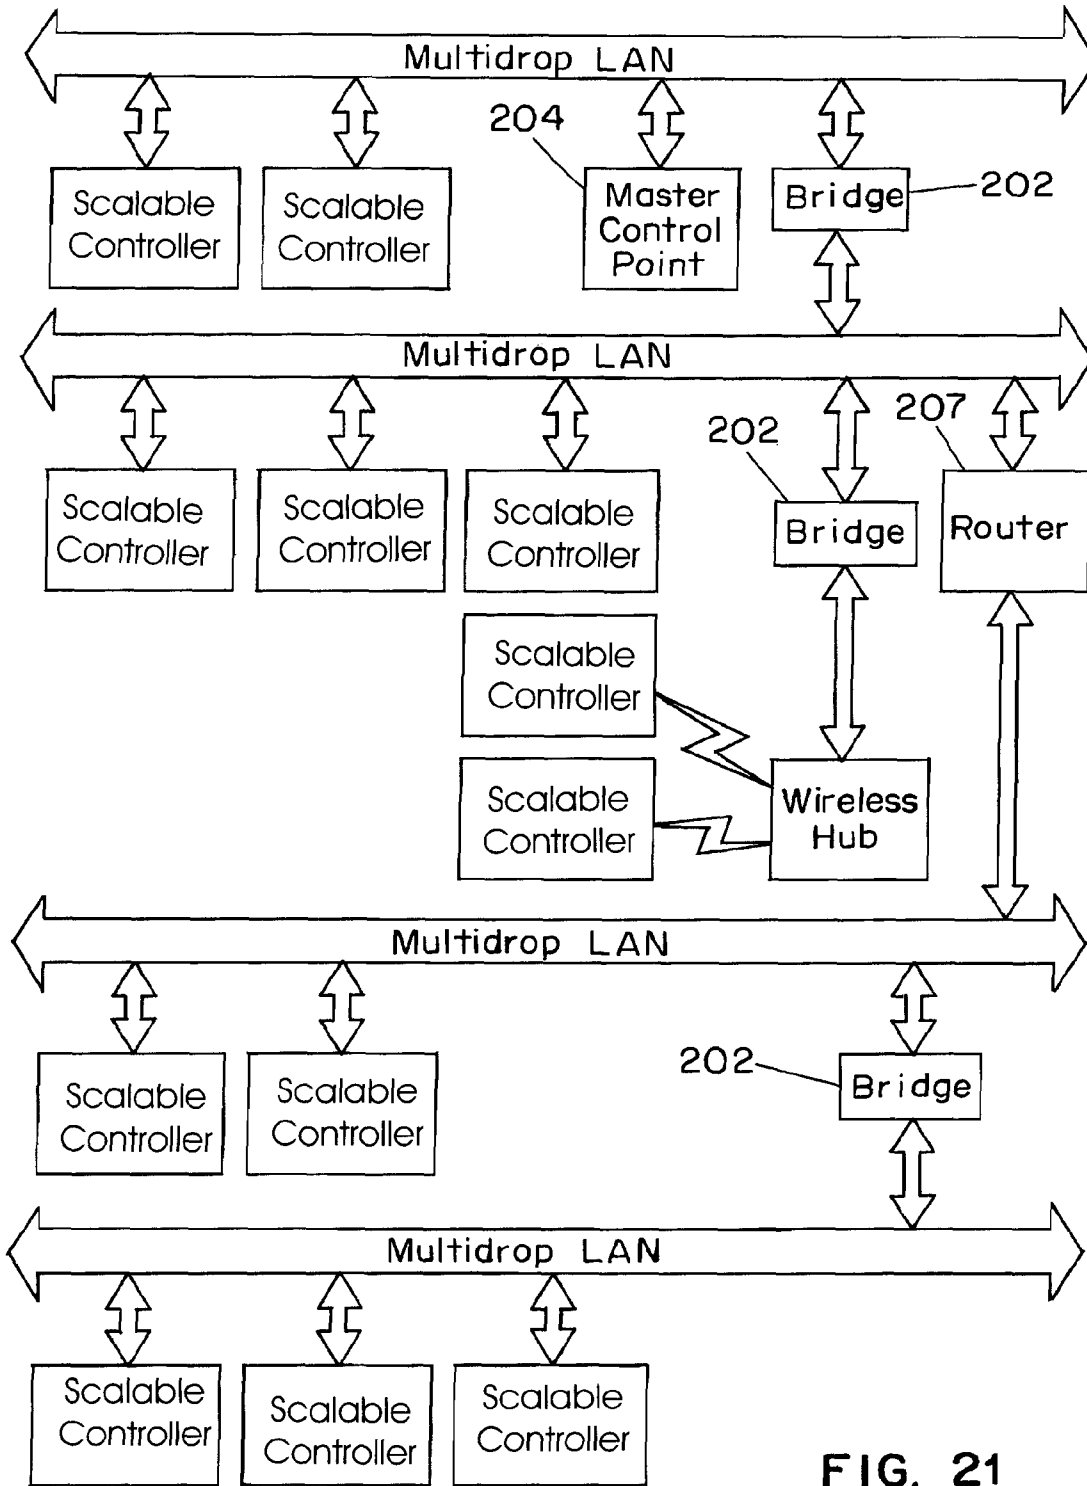 Multidrop LAN
204
Scalable
Controller
Scalable
Controller
Master
Control
Point
Bridge
202
Multidrop LAN
207
202
Scalable
Controller
Scalable
Controller
Scalable
Controller
Bridge
Router
Scalable
Controller
Scalable
Controller
Wireless
Hub
Multidrop LAN
202
Scalable
Controller
Scalable
Controller
Bridge
Multidrop LAN
Scalable
Controller
Scalable
Controller
Scalable
Controller
FIG. 21